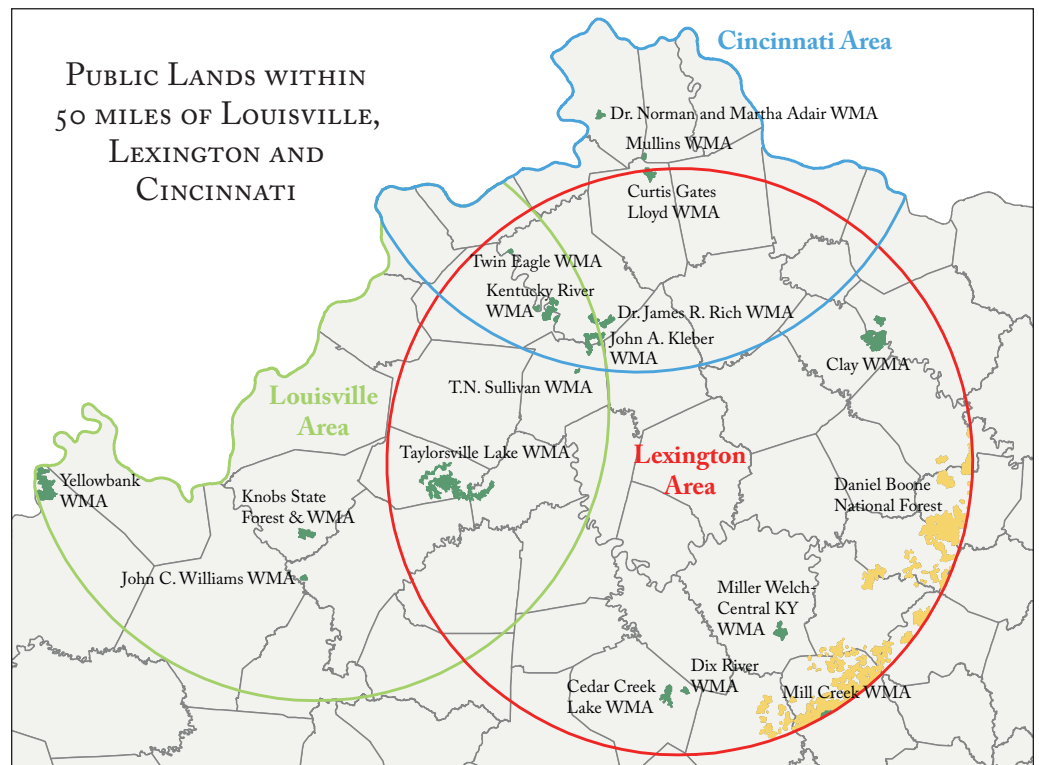 PUBLIC LANDS WITHIN
50 MILES OF LOUISVILLE,
LEXINGTON AND
CINCINNATI
Cincinnati Area
Dr. Norman and Martha Adair WMA
Mullins WMA
Curtis Gates
Lloyd WMA
Twin Eagle WMA
Kentucky River
WMA
Dr. James R. Rich WMA
John A. Kleber
WMA
Clay WMA
T.N. Sullivan WMA
Louisville
Area
Taylorsville Lake WMA
Lexington
Area
Yellowbank
WMA
Knobs State
Forest & WMA
Daniel Boone
National Forest
John C. Williams WMA
Miller Welch-
Central KY
WMA
Dix River
WMA
Cedar Creek
Lake WMA
Mill Creek WMA